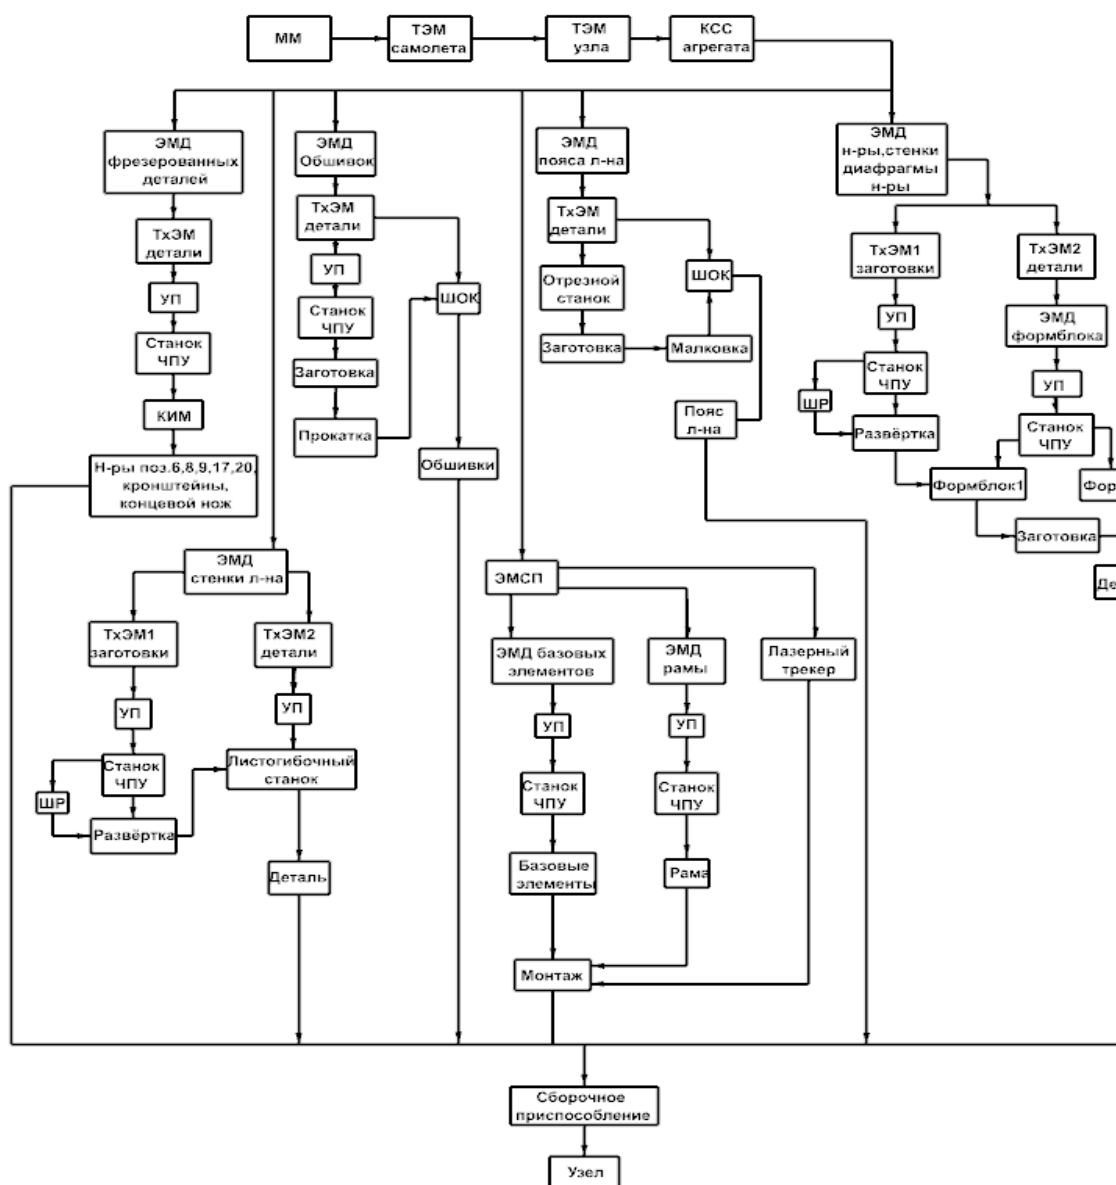 ММ
ТЭМ
самолета
ТЭМ
узла
КСС
агрегата
ЭМД
фрезерованных
деталей
ТхЭМ
детали
УП
Станок
ЧПУ
КИМ
Н-ры поз.6,8,9,17,20,
кронштейны,
концевой нож
ЭМД
Обшивок
ТхЭМ
детали
УП
Станок
ЧПУ
Заготовка
Прокатка
ШОК
Обшивки
ЭМД
пояса л-на
ТхЭМ
детали
Отрезной
станок
Заготовка
Малковка
ШОК
Пояс
л-на
ЭМД
н-ры,стенки
диафрагмы
н-ры
ТхЭМ1
заготовки
УП
Станок
ЧПУ
ШР
Развёртка
ТхЭМ2
детали
ЭМД
формблока
УП
Станок
ЧПУ
Формблок1
Фор
Заготовка
Де
ЭМД
стенки л-на
ТхЭМ1
заготовки
УП
Станок
ЧПУ
ШР
Развёртка
ТхЭМ2
детали
УП
Листогибочный
станок
Деталь
ЭМСП
ЭМД базовых
элементов
УП
Станок
ЧПУ
Базовые
элементы
ЭМД
рамы
УП
Станок
ЧПУ
Рама
Лазерный
трекер
Монтаж
Сборочное
приспособление
Узел